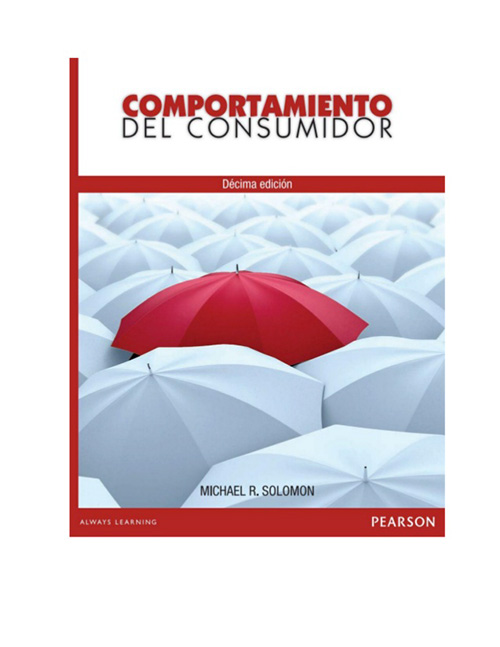 COMPORTAMIENTO
DEL CONSUMIDOR
Décima edición
MICHAEL R. SOLOMON
ALWAYS LEARNING
PEARSON